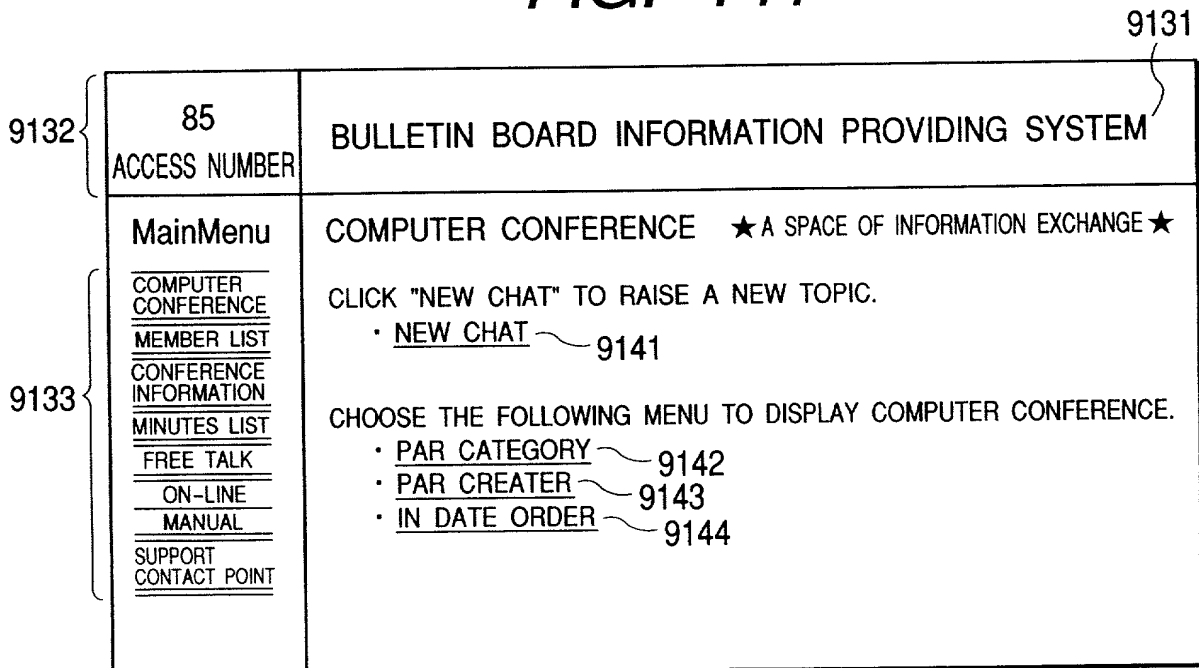 9131
9132
85
ACCESS NUMBER
BULLETIN BOARD INFORMATION PROVIDING SYSTEM
MainMenu
COMPUTER CONFERENCE ★ A SPACE OF INFORMATION EXCHANGE ★
9133
COMPUTER
CONFERENCE
MEMBER LIST
CONFERENCE
INFORMATION
MINUTES LIST
FREE TALK
ON-LINE
MANUAL
SUPPORT
CONTACT POINT
CLICK "NEW CHAT" TO RAISE A NEW TOPIC.
· NEW CHAT 9141
CHOOSE THE FOLLOWING MENU TO DISPLAY COMPUTER CONFERENCE.
· PAR CATEGORY 9142
· PAR CREATER 9143
· IN DATE ORDER 9144